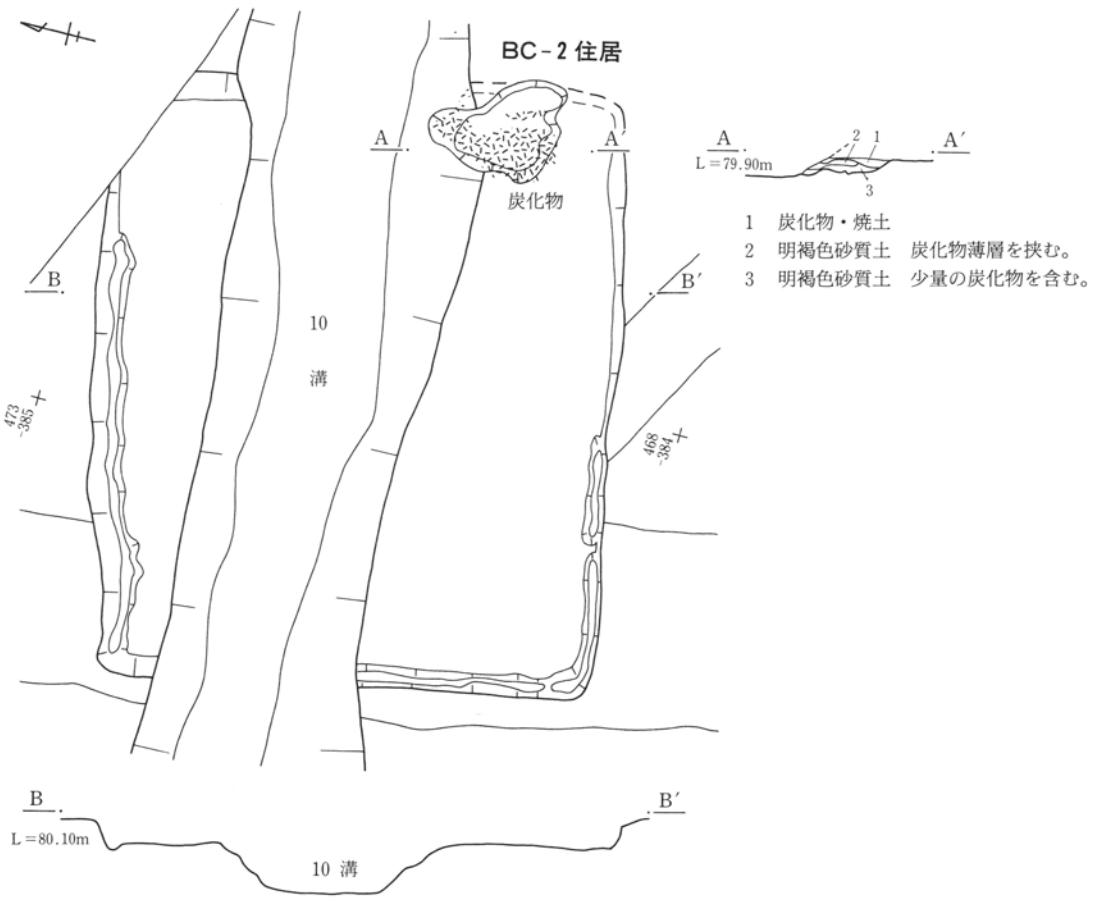 BC-2 住居
A
A′
炭化物
A
A′
L=79.90m
2
1
3
1 炭化物・焼土
2 明褐色砂質土 炭化物薄層を挟む。
3 明褐色砂質土 少量の炭化物を含む。
B
B′
10
溝
473
-385
468
-384
B
B′
L=80.10m
10 溝